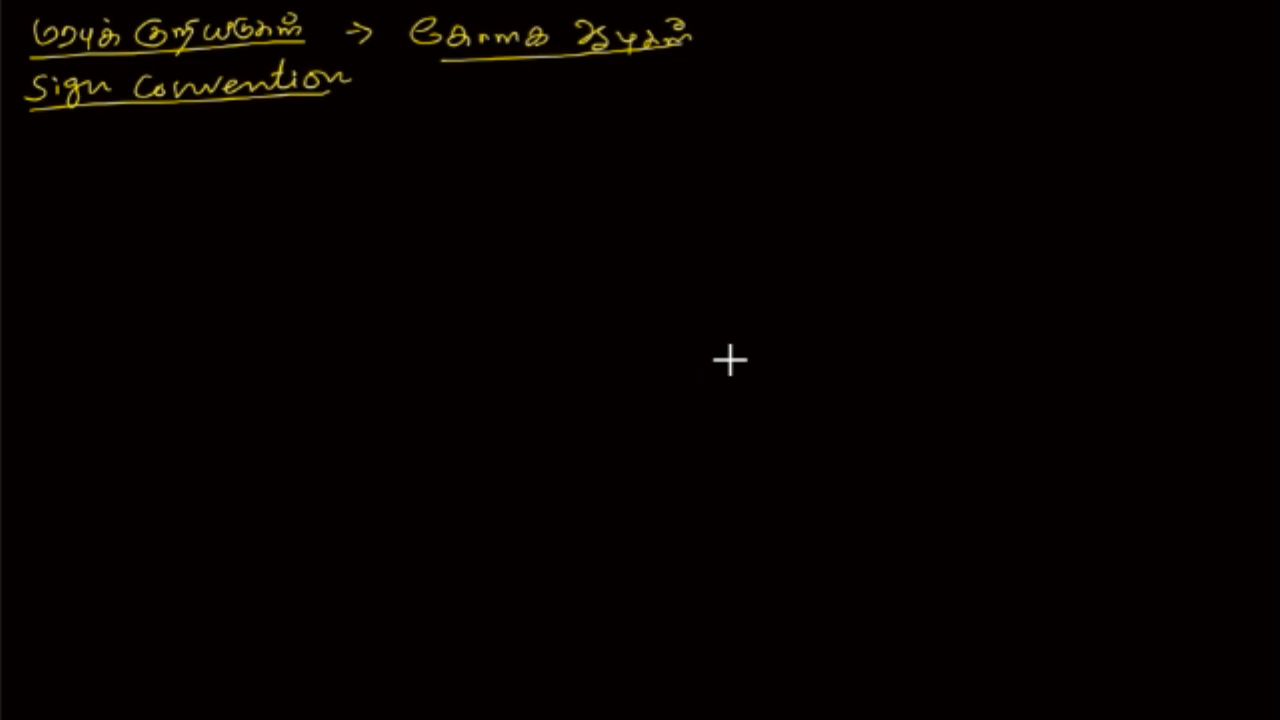 மரபுக் குறியீடுகள் → கோளக ஆடிகள்
Sign Convention